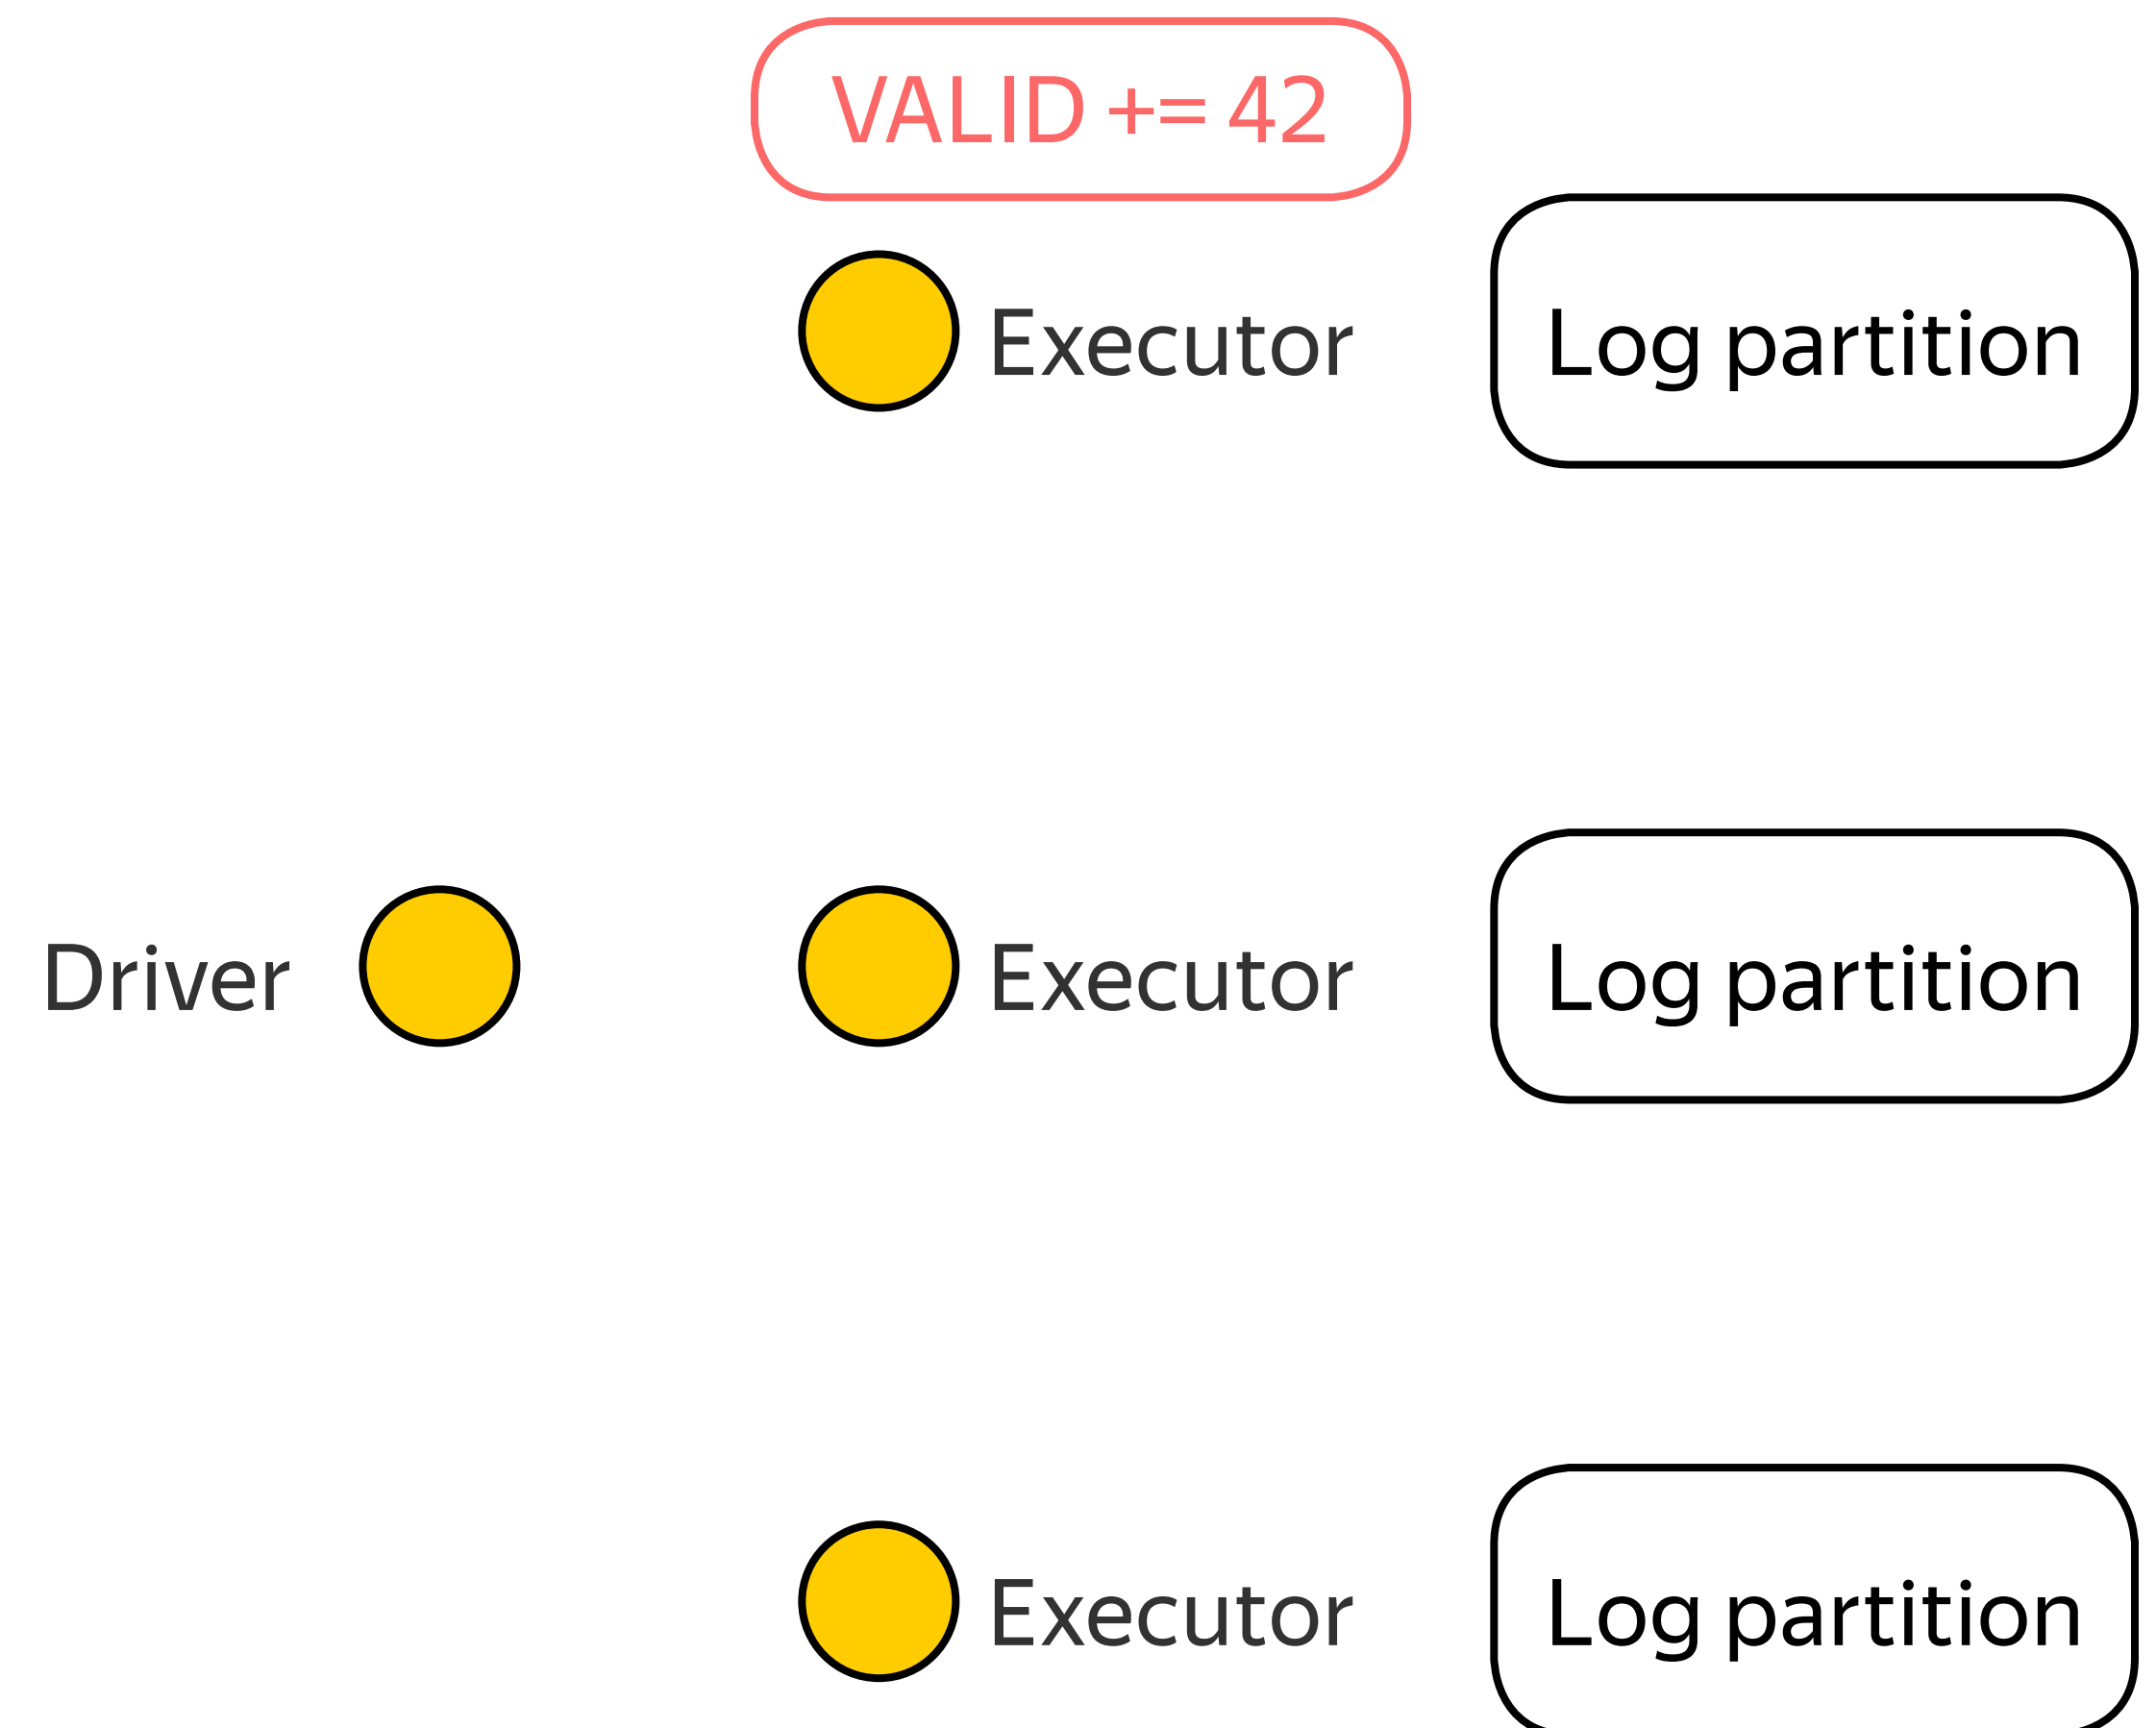 VALID += 42
Executor
Log partition
Driver
Executor
Log partition
Executor
Log partition